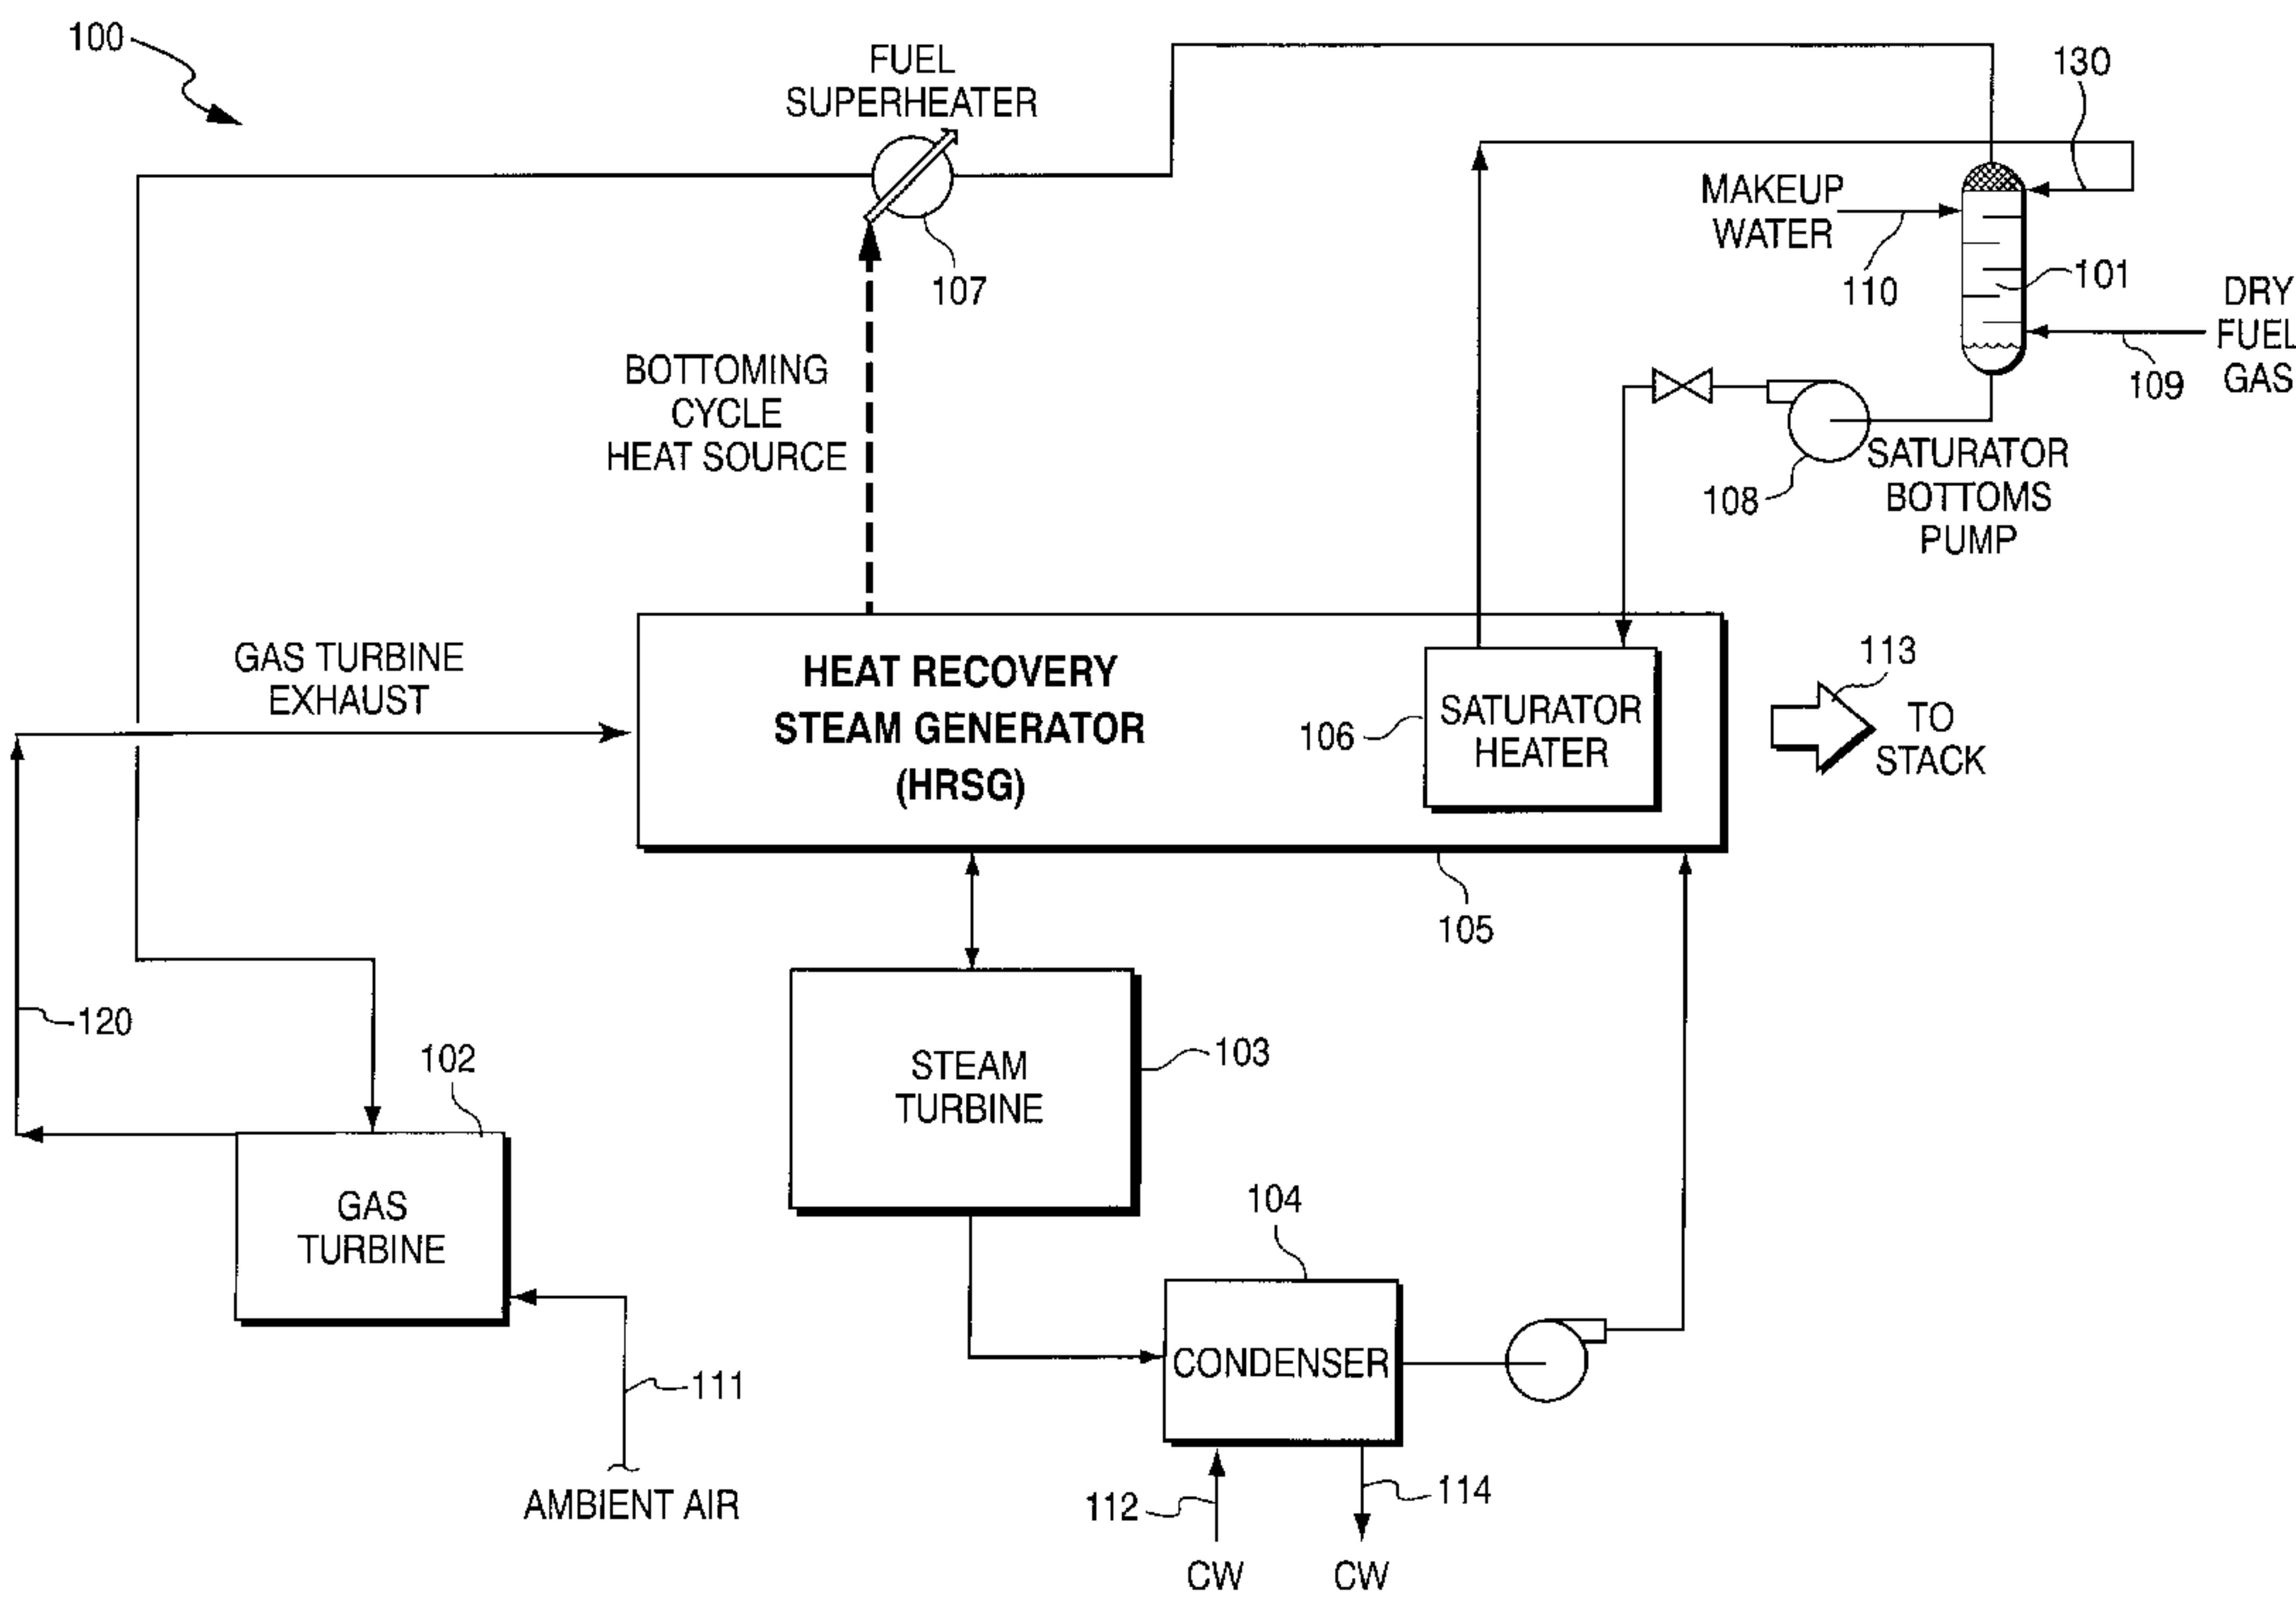 100
FUEL
SUPERHEATER
130
MAKEUP
WATER
110
101
DRY
FUEL
GAS
109
107
BOTTOMING
CYCLE
HEAT SOURCE
SATURATOR
BOTTOMS
PUMP
108
GAS TURBINE
EXHAUST
HEAT RECOVERY
STEAM GENERATOR
(HRSG)
106
SATURATOR
HEATER
113
TO
STACK
105
120
102
STEAM
TURBINE
103
GAS
TURBINE
104
CONDENSER
111
AMBIENT AIR
112
114
CW
CW